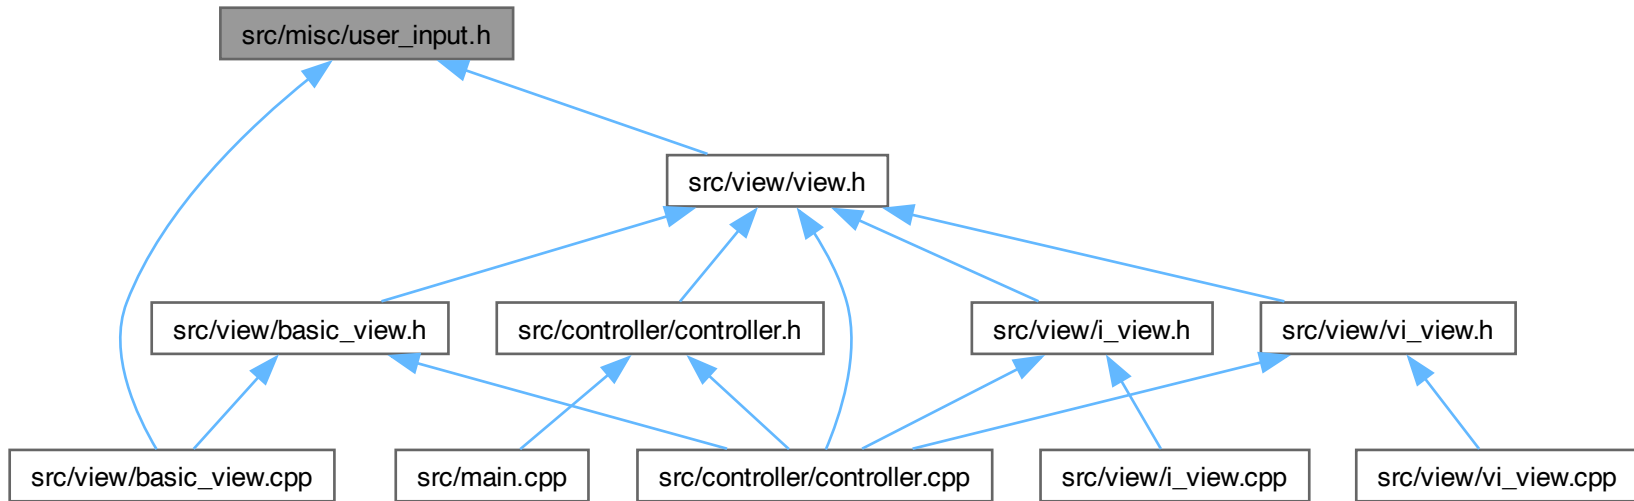 src/misc/user_input.h
src/view/view.h
src/view/basic_view.h
src/controller/controller.h
src/view/i_view.h
src/view/vi_view.h
src/view/basic_view.cpp
src/main.cpp
src/controller/controller.cpp
src/view/i_view.cpp
src/view/vi_view.cpp